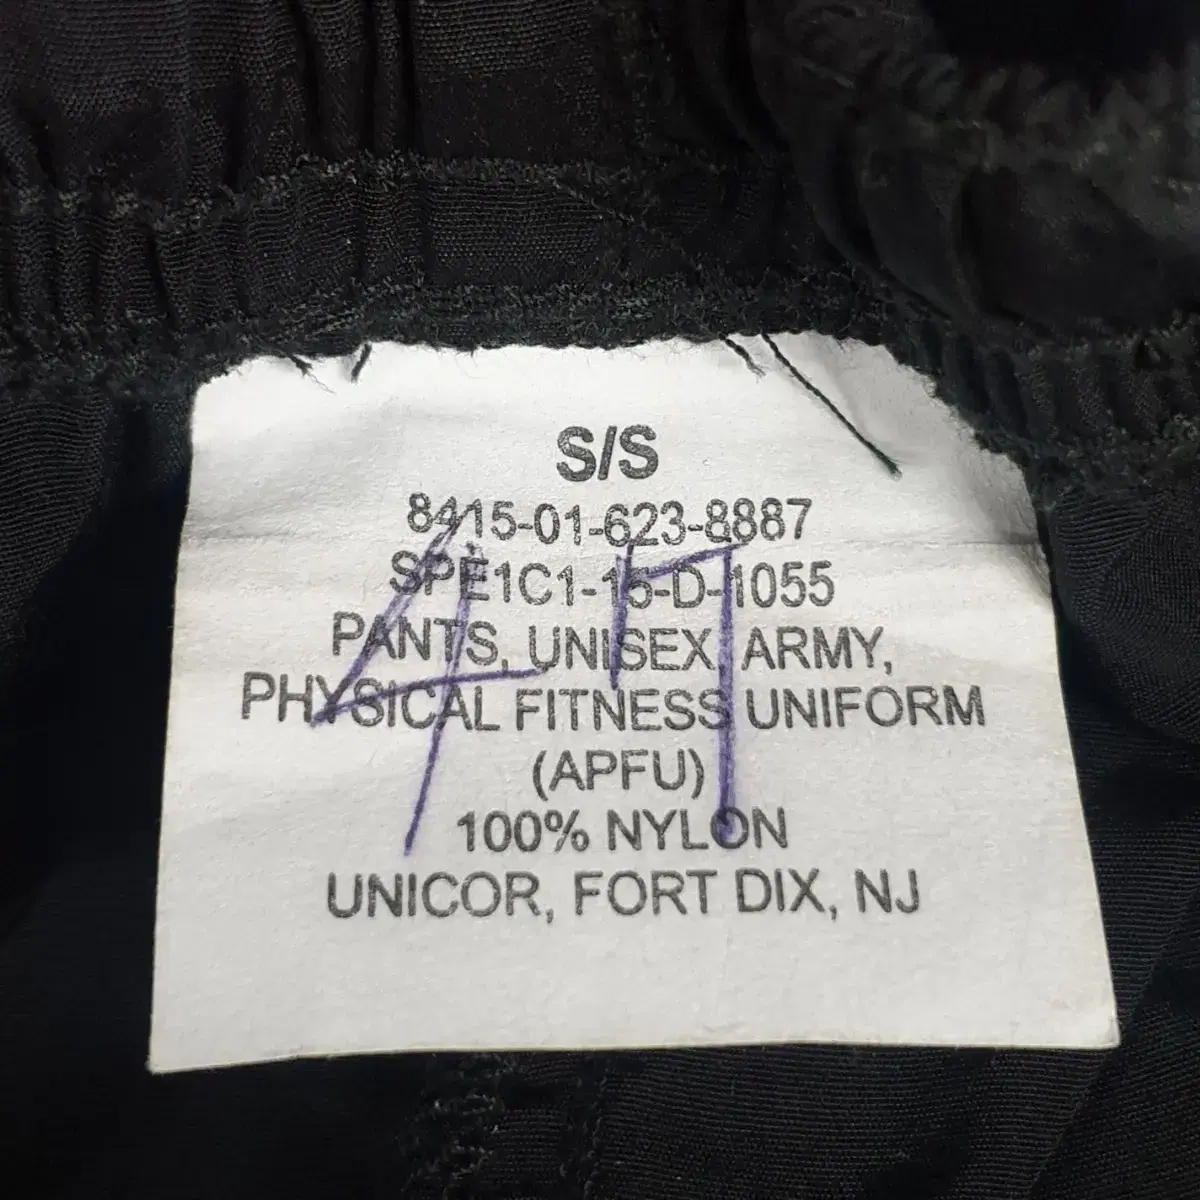 S/S
8415-01-623-8887
SPE1C1-15-D-1055
PANTS, UNISEX, ARMY,
PHYSICAL FITNESS UNIFORM
(APFU)
100% NYLON
UNICOR, FORT DIX, NJ
47